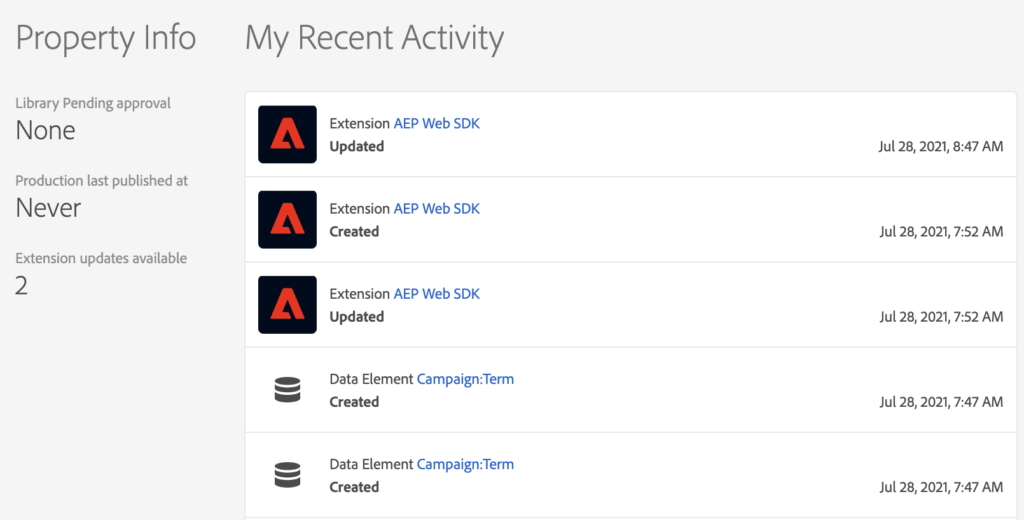 Property Info
My Recent Activity
Library Pending approval
None
Production last published at
Never
Extension updates available
2
Extension AEP Web SDK
Updated
Jul 28, 2021, 8:47 AM
Extension AEP Web SDK
Created
Jul 28, 2021, 7:52 AM
Extension AEP Web SDK
Updated
Jul 28, 2021, 7:52 AM
Data Element Campaign:Term
Created
Jul 28, 2021, 7:47 AM
Data Element Campaign:Term
Created
Jul 28, 2021, 7:47 AM